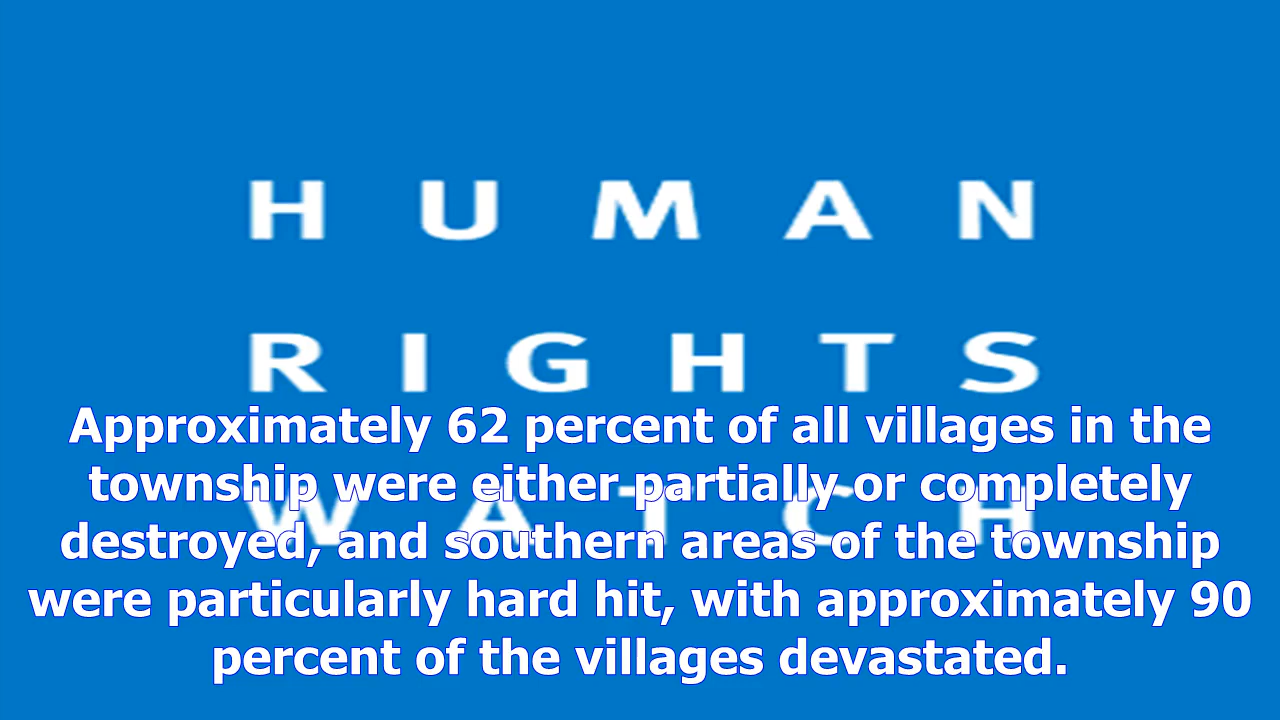 HUMAN
RIGHTS
WATCH
Approximately 62 percent of all villages in the
township were either partially or completely
destroyed, and southern areas of the township
were particularly hard hit, with approximately 90
percent of the villages devastated.